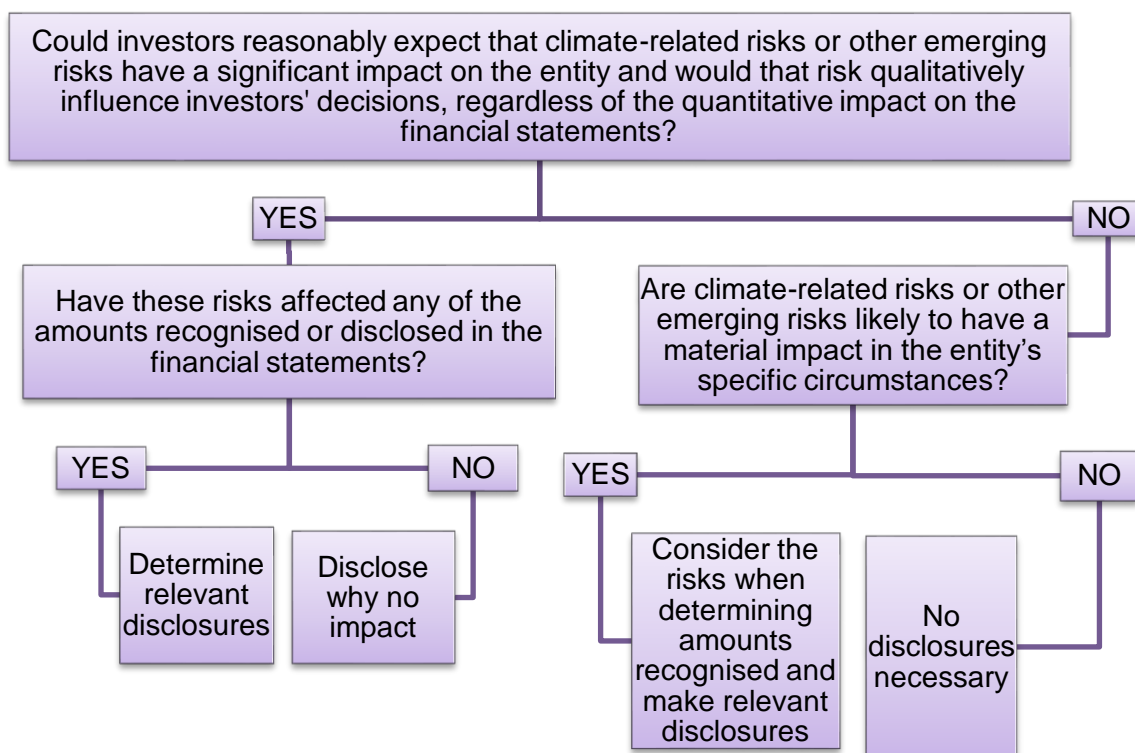 Could investors reasonably expect that climate-related risks or other emerging
risks have a significant impact on the entity and would that risk qualitatively
influence investors' decisions, regardless of the quantitative impact on the
financial statements?
YES
NO
Have these risks affected any of the
amounts recognised or disclosed in the
financial statements?
Are climate-related risks or other
emerging risks likely to have a
material impact in the entity’s
specific circumstances?
YES
NO
YES
NO
Determine
relevant
disclosures
Disclose
why no
impact
Consider the
risks when
determining
amounts
recognised and
make relevant
disclosures
No
disclosures
necessary